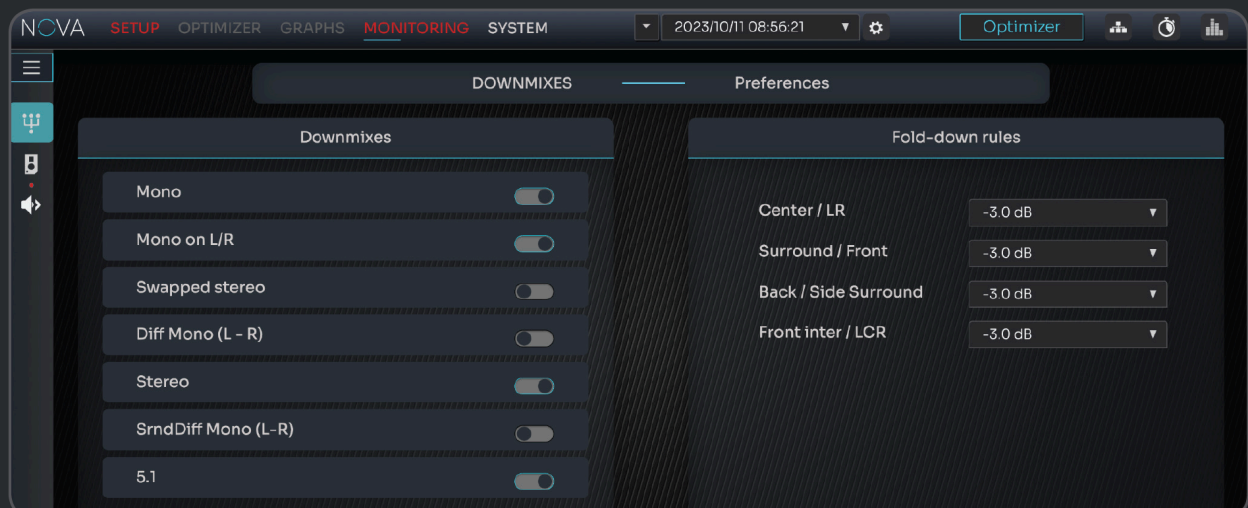 NOVA SETUP OPTIMIZER GRAPHS MONITORING SYSTEM 2023/10/11 08:56:21 Optimizer
DOWNMIXES Preferences
Downmixes
Mono
Mono on L/R
Swapped stereo
Diff Mono (L - R)
Stereo
SrndDiff Mono (L-R)
5.1
Fold-down rules
Center / LR -3.0 dB
Surround / Front -3.0 dB
Back / Side Surround -3.0 dB
Front inter / LCR -3.0 dB